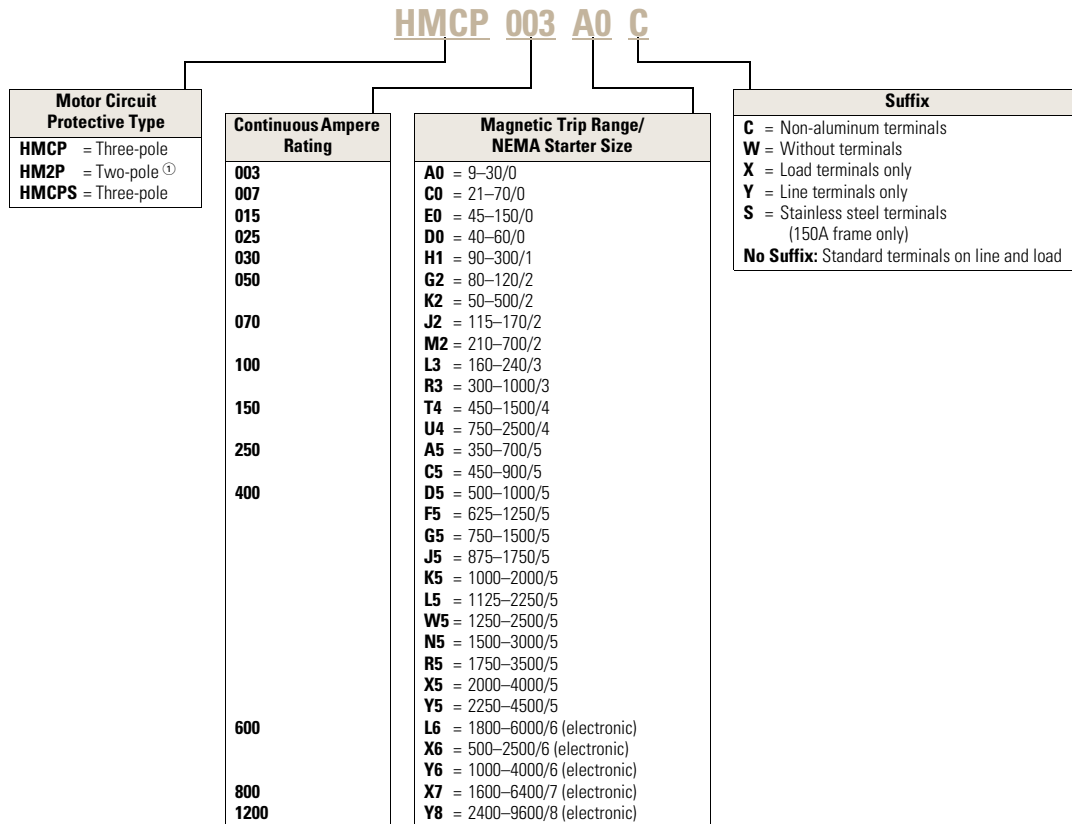 HMCP 003 A0 C
Motor Circuit
Protective Type
HMCP = Three-pole
HM2P = Two-pole ①
HMCPS = Three-pole
Continuous Ampere
Rating
003
007
015
025
030
050
070
100
150
250
400
600
800
1200
Magnetic Trip Range/
NEMA Starter Size
A0 = 9–30/0
C0 = 21–70/0
E0 = 45–150/0
D0 = 40–60/0
H1 = 90–300/1
G2 = 80–120/2
K2 = 50–500/2
J2 = 115–170/2
M2 = 210–700/2
L3 = 160–240/3
R3 = 300–1000/3
T4 = 450–1500/4
U4 = 750–2500/4
A5 = 350–700/5
C5 = 450–900/5
D5 = 500–1000/5
F5 = 625–1250/5
G5 = 750–1500/5
J5 = 875–1750/5
K5 = 1000–2000/5
L5 = 1125–2250/5
W5 = 1250–2500/5
N5 = 1500–3000/5
R5 = 1750–3500/5
X5 = 2000–4000/5
Y5 = 2250–4500/5
L6 = 1800–6000/6 (electronic)
X6 = 500–2500/6 (electronic)
Y6 = 1000–4000/6 (electronic)
X7 = 1600–6400/7 (electronic)
Y8 = 2400–9600/8 (electronic)
Suffix
C = Non-aluminum terminals
W = Without terminals
X = Load terminals only
Y = Line terminals only
S = Stainless steel terminals
(150A frame only)
No Suffix: Standard terminals on line and load